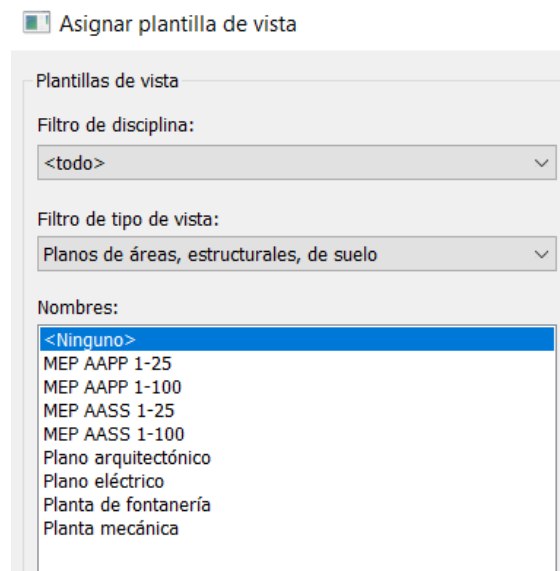 Asignar plantilla de vista
Plantillas de vista
Filtro de disciplina:
<todo>
Filtro de tipo de vista:
Planos de áreas, estructurales, de suelo
Nombres:
<Ninguno>
MEP AAPP 1-25
MEP AAPP 1-100
MEP AASS 1-25
MEP AASS 1-100
Plano arquitectónico
Plano eléctrico
Planta de fontanería
Planta mecánica